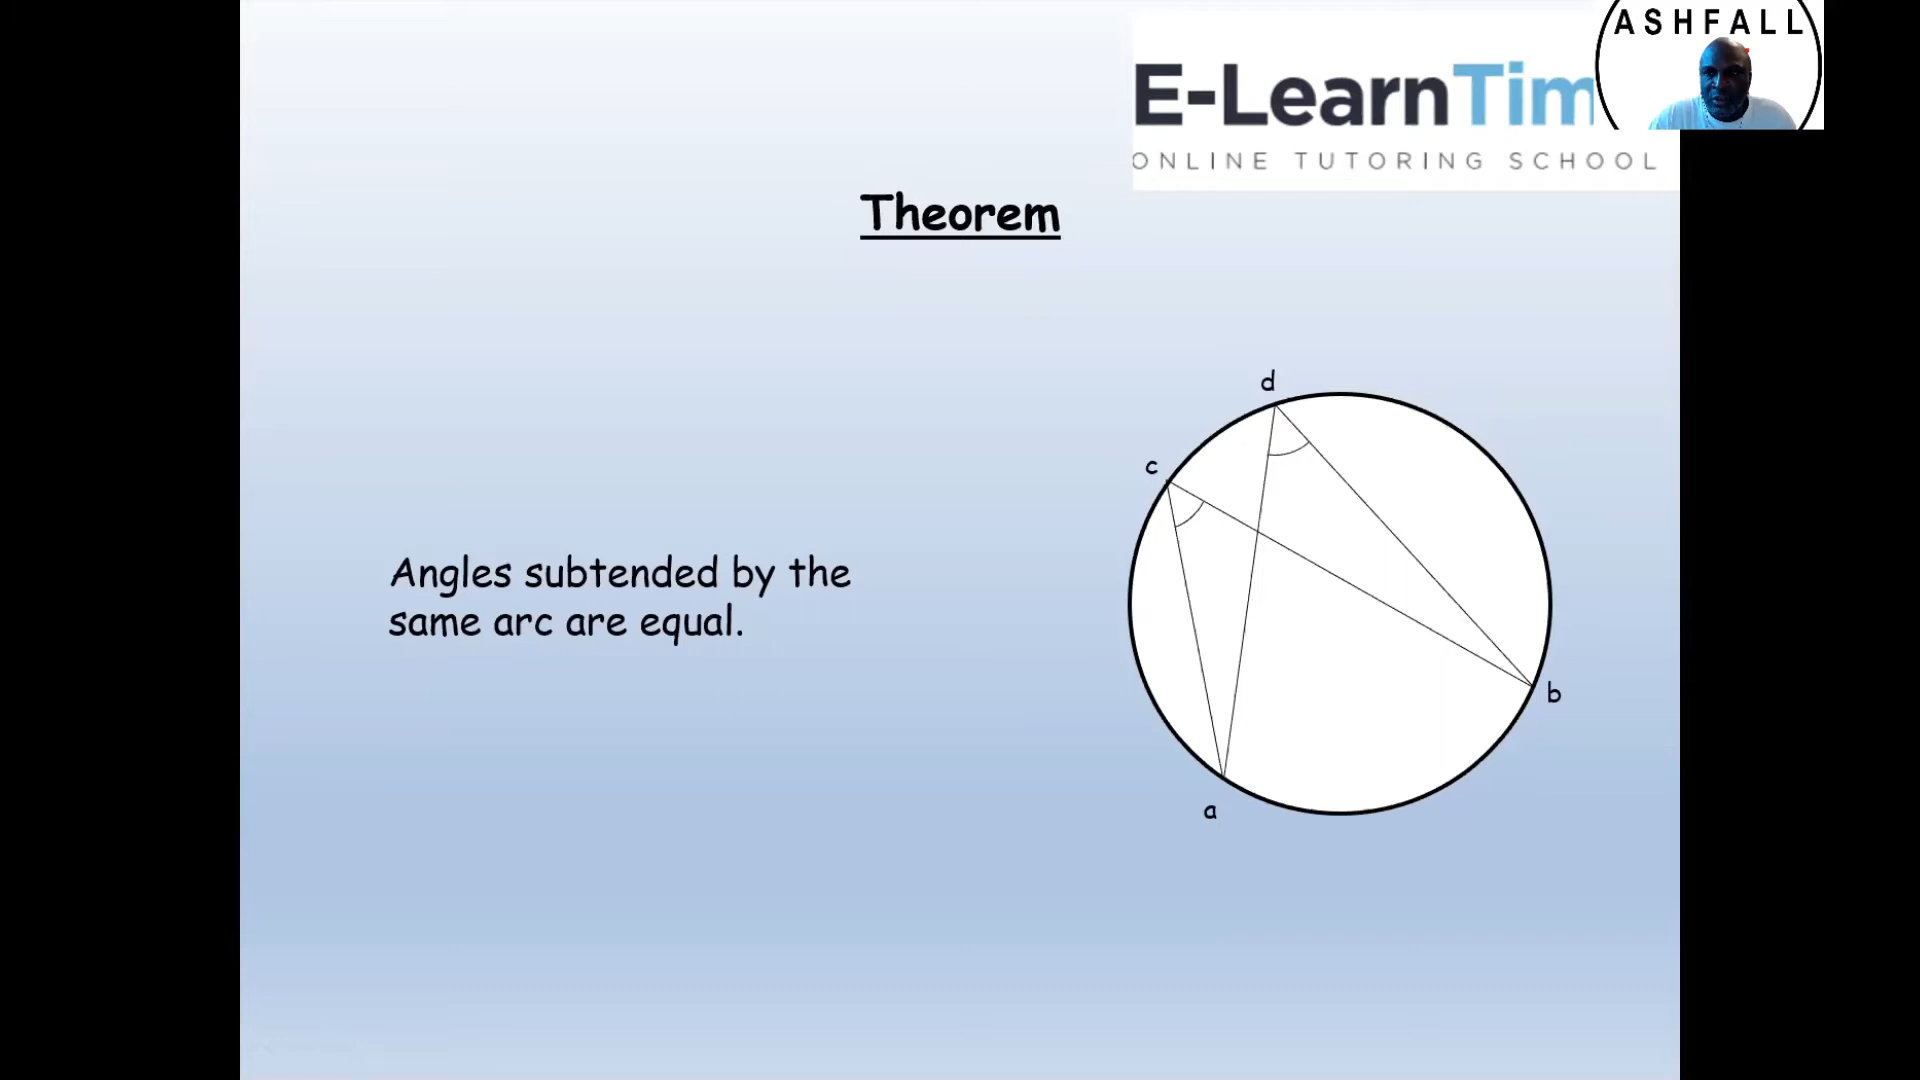 ASHFALL
E-LearnTim
ONLINE TUTORING SCHOOL
Theorem
d
c
Angles subtended by the
same arc are equal.
b
a